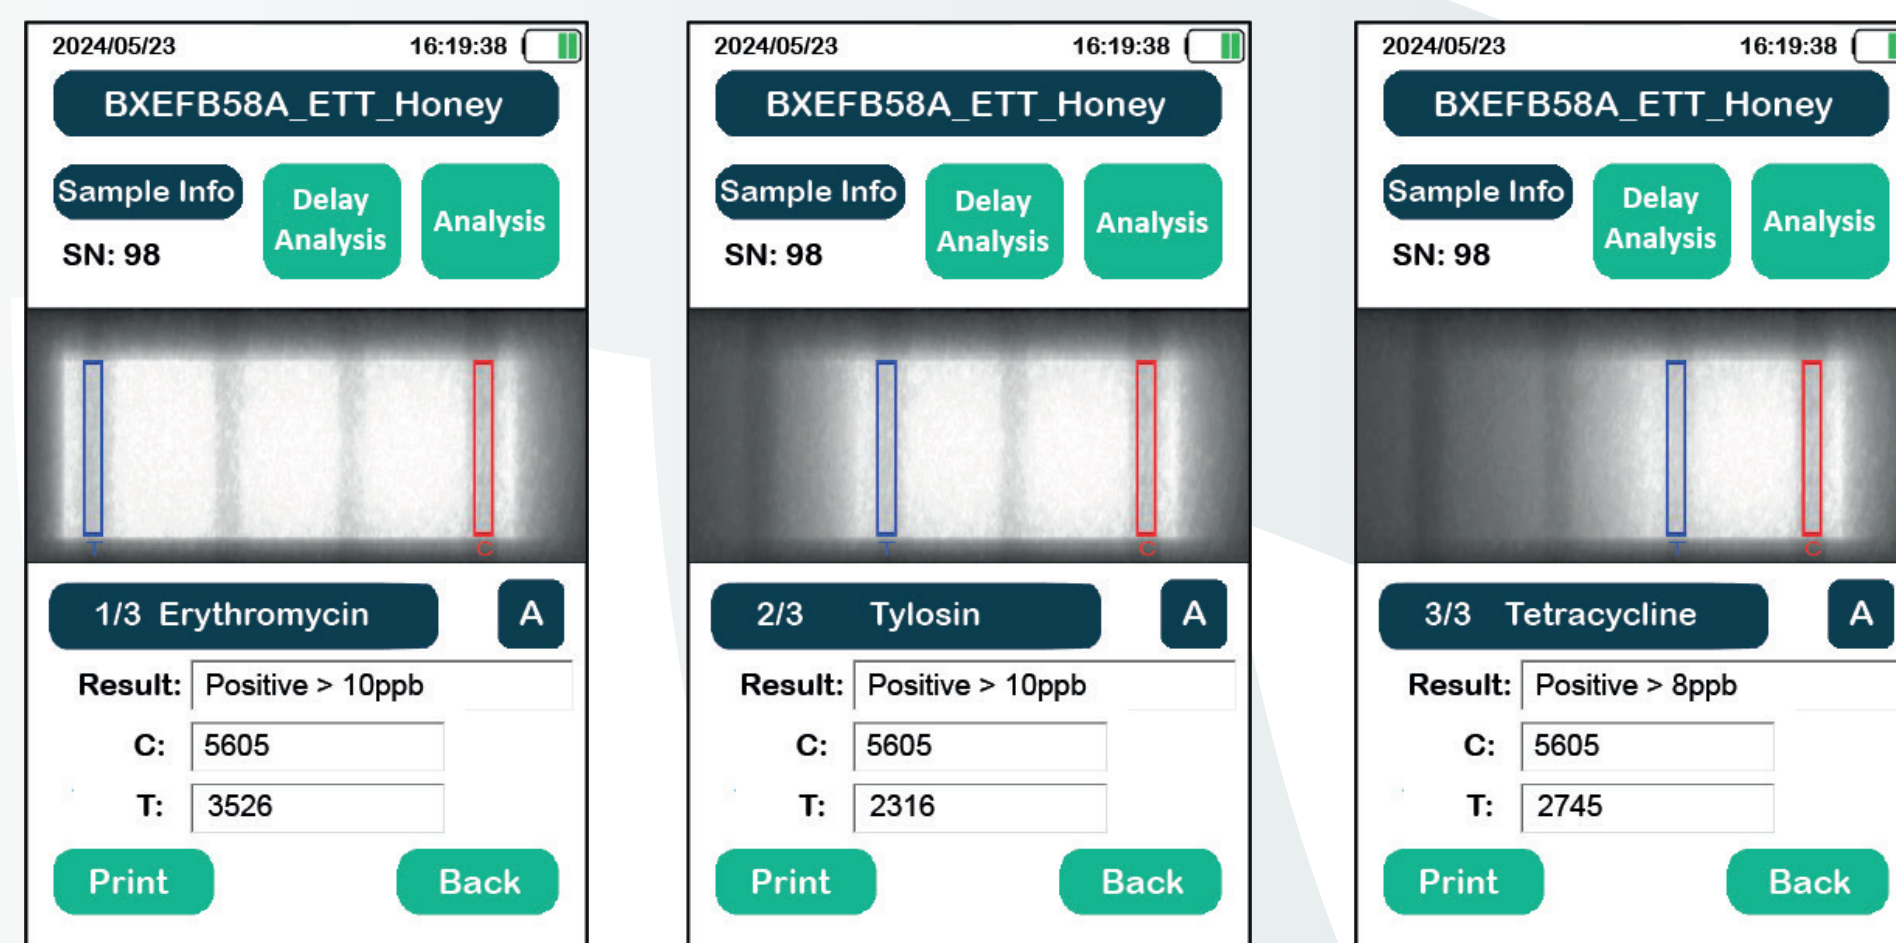 2024/05/23 16:19:38
BXEFB58A_ETT_Honey
Sample Info
Delay
Analysis
Analysis
SN: 98
T C
1/3 Erythromycin A
Result: Positive > 10ppb
C: 5605
T: 3526
Print Back
2024/05/23 16:19:38
BXEFB58A_ETT_Honey
Sample Info
Delay
Analysis
Analysis
SN: 98
T C
2/3 Tylosin A
Result: Positive > 10ppb
C: 5605
T: 2316
Print Back
2024/05/23 16:19:38
BXEFB58A_ETT_Honey
Sample Info
Delay
Analysis
Analysis
SN: 98
T C
3/3 Tetracycline A
Result: Positive > 8ppb
C: 5605
T: 2745
Print Back